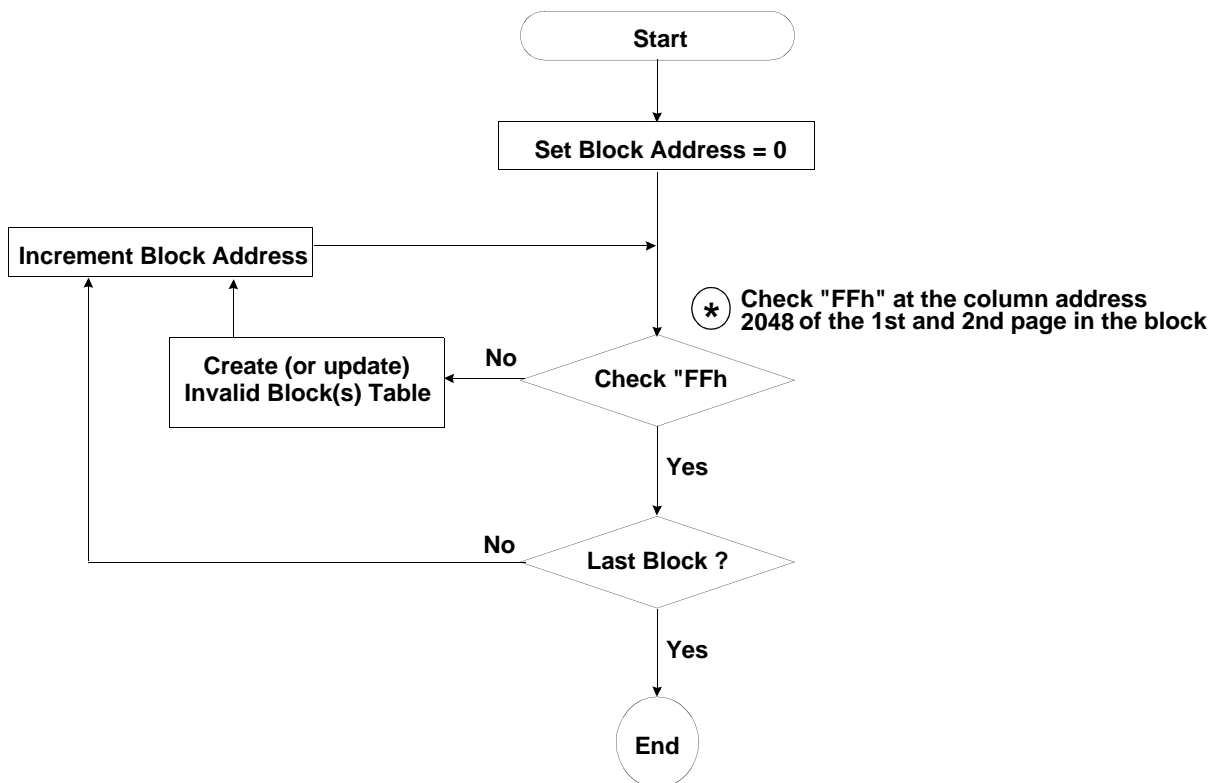 Start
Set Block Address = 0
Increment Block Address
* Check "FFh" at the column address
2048 of the 1st and 2nd page in the block
No
Create (or update)
Invalid Block(s) Table
Check "FFh
Yes
No
Last Block ?
Yes
End